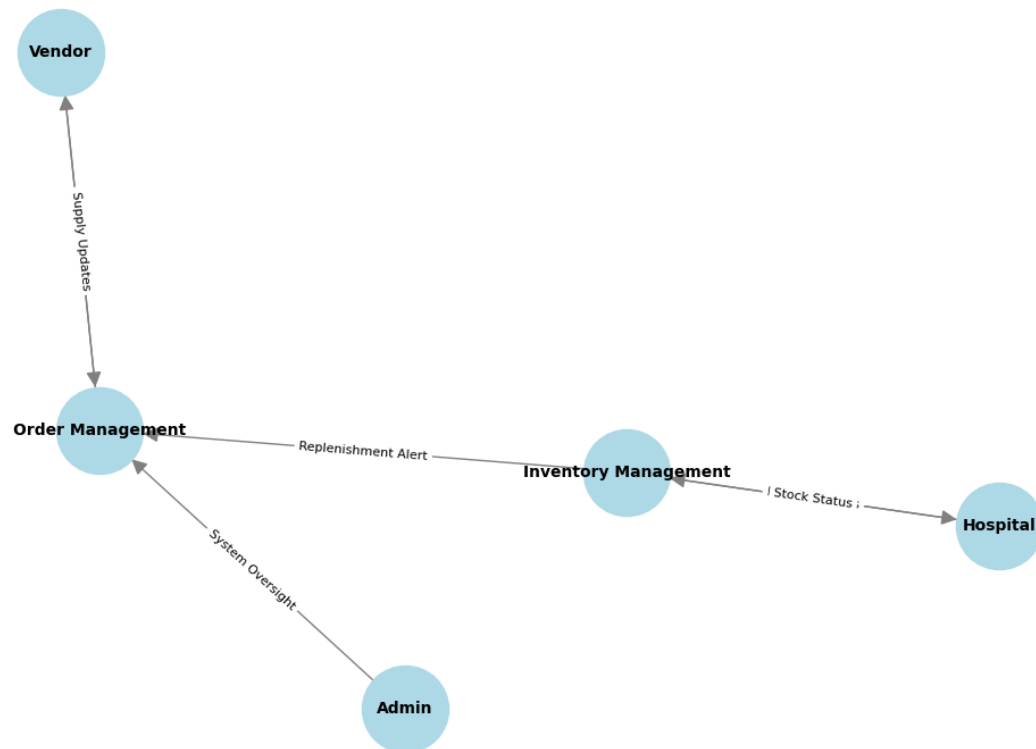 Vendor
Supply Updates
Order Management
Replenishment Alert
Inventory Management
Stock Status
Hospital
System Oversight
Admin